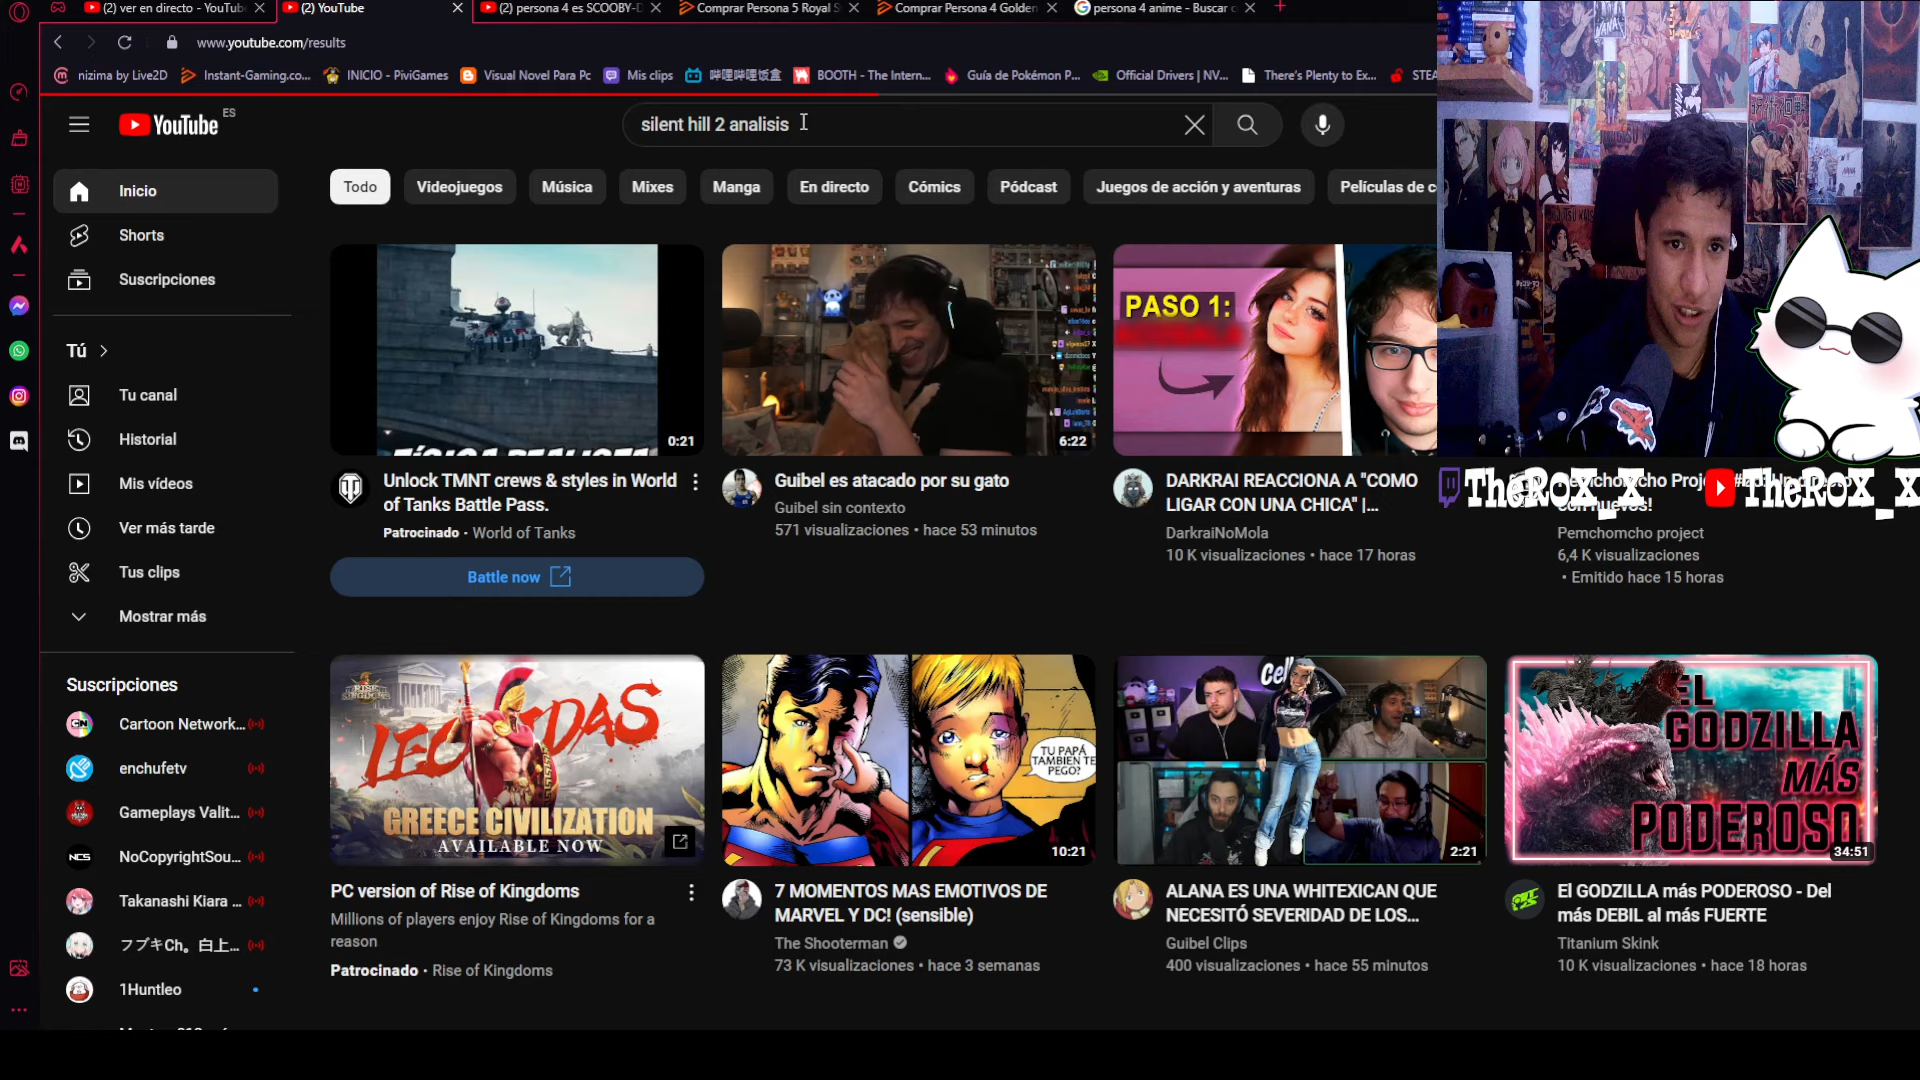 (2) ver en directo - YouTube
(2) YouTube
(2) persona 4 es SCOOBY-D
Comprar Persona 5 Royal S
Comprar Persona 4 Golden
persona 4 anime - Buscar c
www.youtube.com/results
nizima by Live2D
Instant-Gaming.co...
INICIO - PiviGames
Visual Novel Para Pc
Mis clips
哔哩哔哩饭盒
BOOTH - The Intern...
Guía de Pokémon P...
Official Drivers | NV...
There's Plenty to Ex...
STEA
YouTube
ES
silent hill 2 analisis
Todo
Videojuegos
Música
Mixes
Manga
En directo
Cómics
Pódcast
Juegos de acción y aventuras
Películas de c
Inicio
Shorts
Suscripciones
Tú
Tu canal
Historial
Mis vídeos
Ver más tarde
Tus clips
Mostrar más
Suscripciones
Cartoon Network...
enchufetv
Gameplays Valit...
NoCopyrightSou...
Takanashi Kiara ...
フブキCh。白上...
1Huntleo
0:21
Unlock TMNT crews & styles in World
of Tanks Battle Pass.
Patrocinado • World of Tanks
Battle now
6:22
Guibel es atacado por su gato
Guibel sin contexto
571 visualizaciones • hace 53 minutos
PASO 1:
DARKRAI REACCIONA A "COMO
LIGAR CON UNA CHICA" |...
DarkraiNoMola
10 K visualizaciones • hace 17 horas
TheROX_X
TheROX_X
Pemchomcho project
6,4 K visualizaciones
• Emitido hace 15 horas
GREECE CIVILIZATION
AVAILABLE NOW
PC version of Rise of Kingdoms
Millions of players enjoy Rise of Kingdoms for a
reason
Patrocinado • Rise of Kingdoms
TU PAPÁ
TAMBIEN TE
PEGO?
10:21
7 MOMENTOS MAS EMOTIVOS DE
MARVEL Y DC! (sensible)
The Shooterman
73 K visualizaciones • hace 3 semanas
2:21
ALANA ES UNA WHITEXICAN QUE
NECESITÓ SEVERIDAD DE LOS...
Guibel Clips
400 visualizaciones • hace 55 minutos
EL
GODZILLA
MÁS
PODEROSO
34:51
El GODZILLA más PODEROSO - Del
más DEBIL al más FUERTE
Titanium Skink
10 K visualizaciones • hace 18 horas